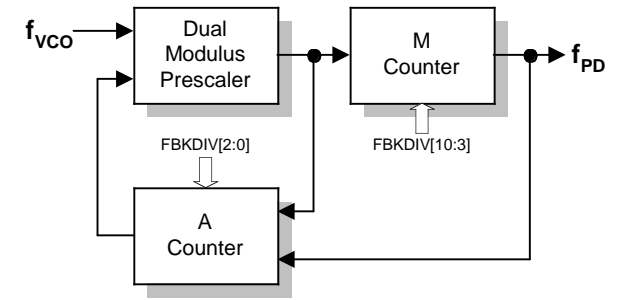 f_VCO
Dual
Modulus
Prescaler
M
Counter
f_PD
FBKDIV[2:0]
FBKDIV[10:3]
A
Counter